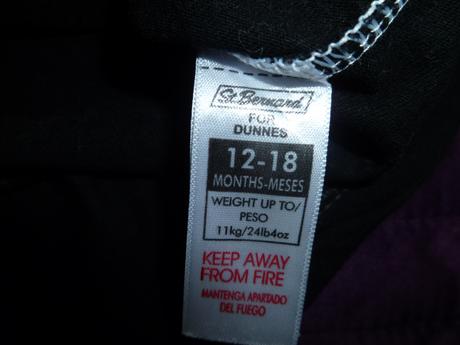 St Bernard
FOR
DUNNES
12-18
MONTHS-MESES
WEIGHT UP TO/
PESO
11kg/24lb4oz
KEEP AWAY
FROM FIRE
MANTENGA APARTADO
DEL FUEGO